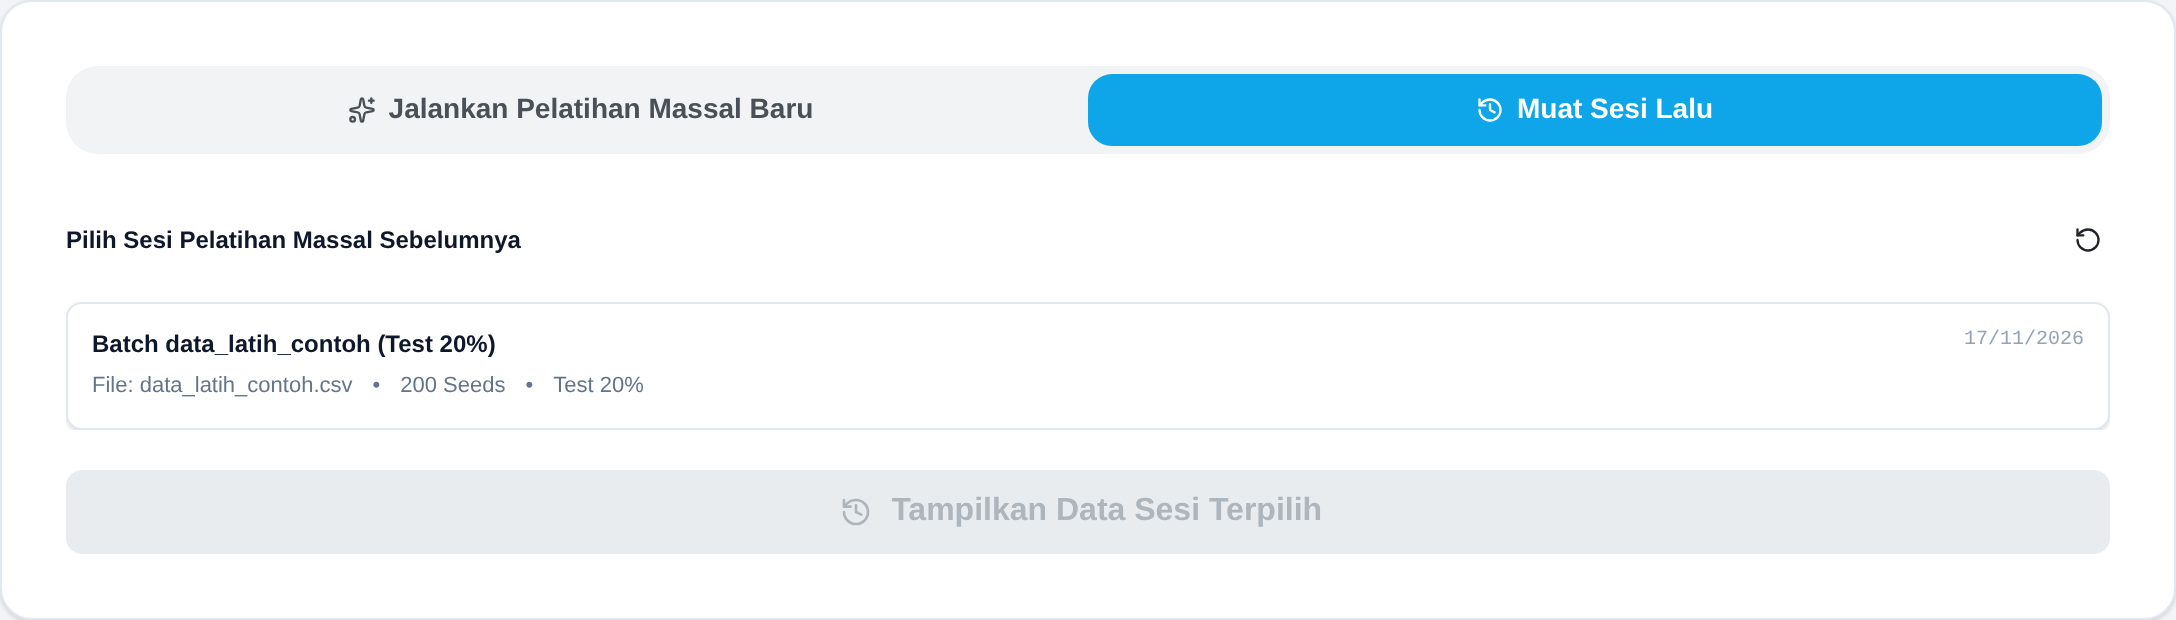 Jalankan Pelatihan Massal Baru
Muat Sesi Lalu
Pilih Sesi Pelatihan Massal Sebelumnya
Batch data_latih_contoh (Test 20%)
17/11/2026
File: data_latih_contoh.csv • 200 Seeds • Test 20%
Tampilkan Data Sesi Terpilih